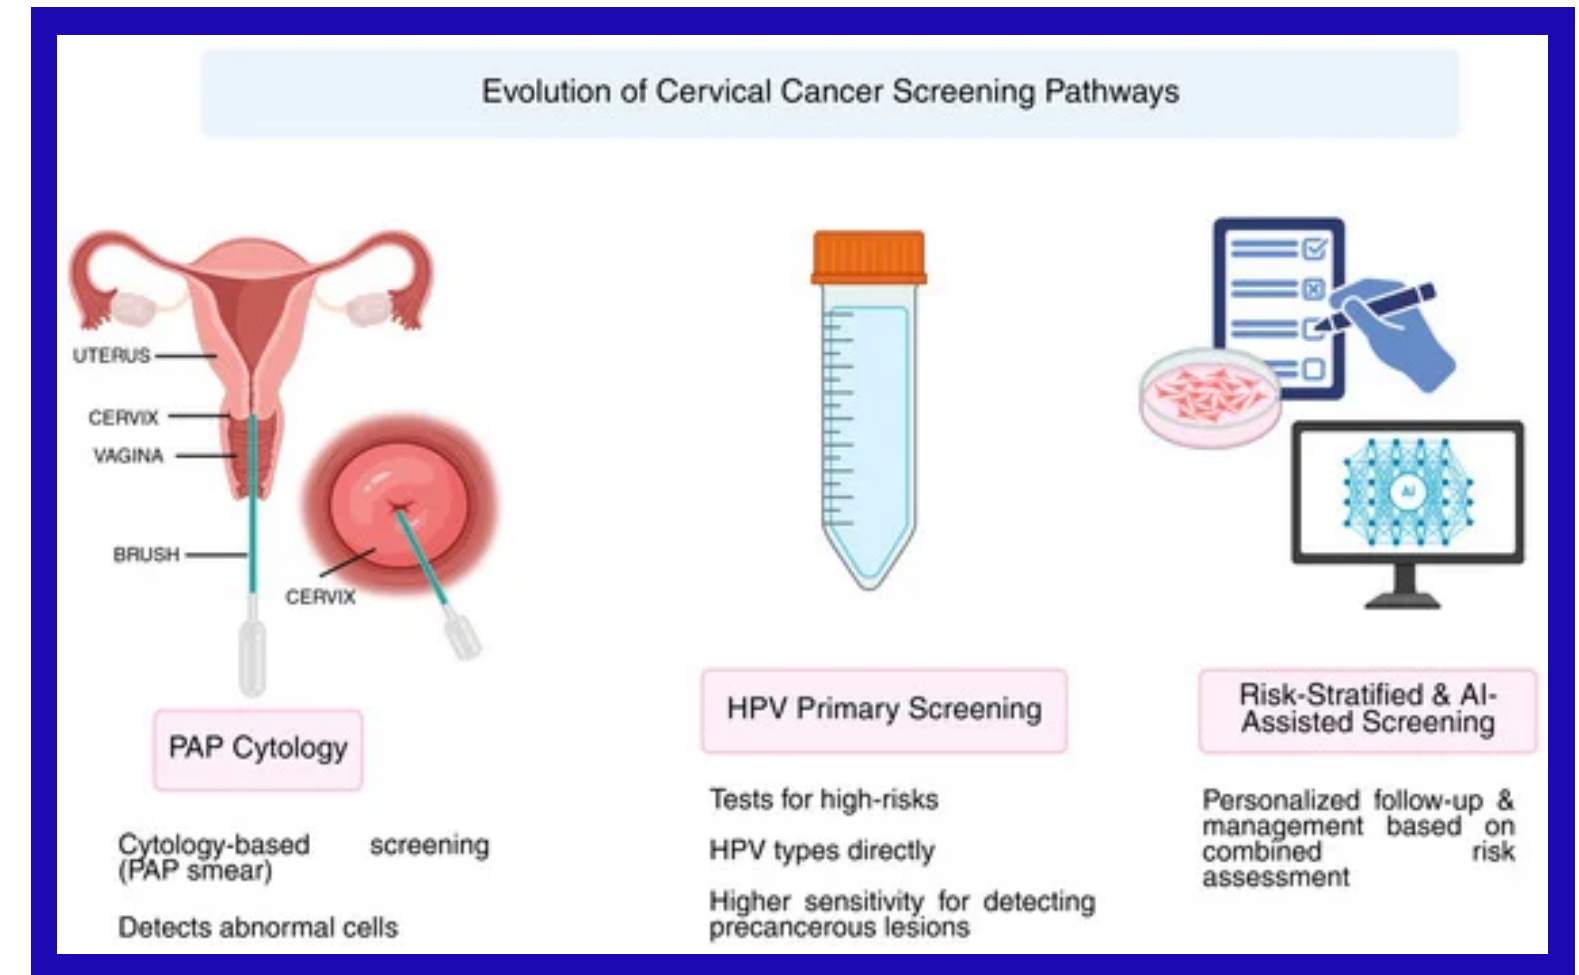 Evolution of Cervical Cancer Screening Pathways
UTERUS
CERVIX
VAGINA
BRUSH
CERVIX
PAP Cytology
Cytology-based screening
(PAP smear)
Detects abnormal cells
HPV Primary Screening
Tests for high-risks
HPV types directly
Higher sensitivity for detecting
precancerous lesions
AI
Risk-Stratified & AI-
Assisted Screening
Personalized follow-up &
management based on
combined risk
assessment